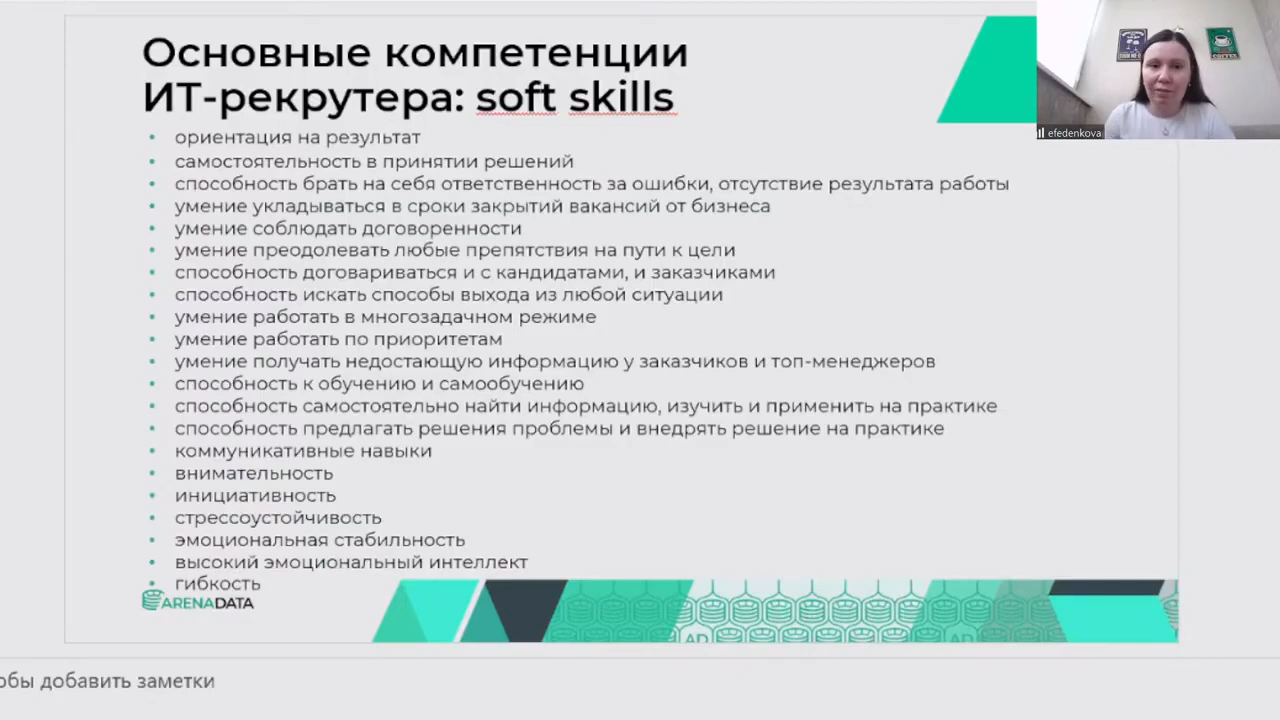 Основные компетенции
ИТ-рекрутера: soft skills
• ориентация на результат
• самостоятельность в принятии решений
• способность брать на себя ответственность за ошибки, отсутствие результата работы
• умение укладываться в сроки закрытий вакансий от бизнеса
• умение соблюдать договоренности
• умение преодолевать любые препятствия на пути к цели
• способность договариваться и с кандидатами, и заказчиками
• способность искать способы выхода из любой ситуации
• умение работать в многозадачном режиме
• умение работать по приоритетам
• умение получать недостающую информацию у заказчиков и топ-менеджеров
• способность к обучению и самообучению
• способность самостоятельно найти информацию, изучить и применить на практике
• способность предлагать решения проблемы и внедрять решение на практике
• коммуникативные навыки
• внимательность
• инициативность
• стрессоустойчивость
• эмоциональная стабильность
• высокий эмоциональный интеллект
• гибкость
ARENADATA
AD
AD
efedenkova
COFFEE
обы добавить заметки